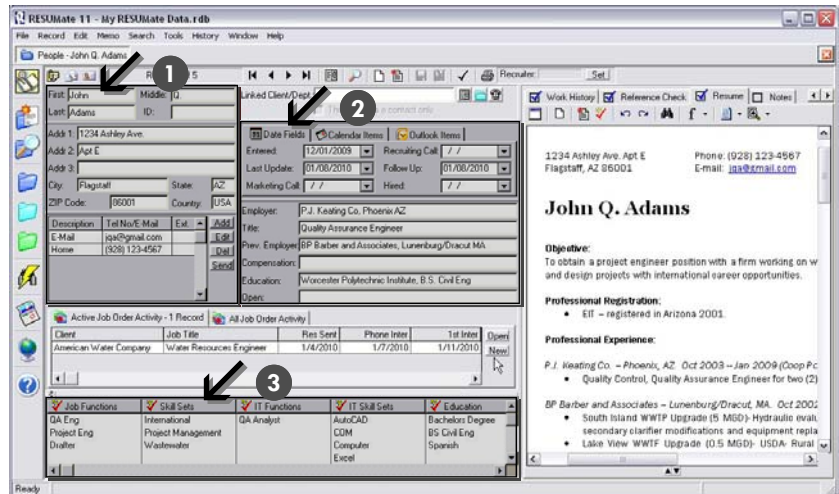 RESUMate 11 - My RESUMate Data.rdb
File Record Edit Memo Search Tools History Window Help
People - John Q. Adams
1
5
Recruiter:
Set
First: John
Middle: Q.
Last: Adams
ID:
Addr 1: 1234 Ashley Ave.
Addr 2: Apt E
Addr 3:
City: Flagstaff
State: AZ
ZIP Code: 86001
Country: USA
Description Tel No/E-Mail Ext.
E-Mail jqa@gmail.com
Home (928) 123-4567
Add
Edit
Del
Send
Linked Client/Dept
2
a contact only
Date Fields Calendar Items Outlook Items
Entered: 12/01/2009 Recruiting Call: / /
Last Update: 01/08/2010 Follow Up: 01/08/2010
Marketing Call: / / Hired: / /
Employer: P.J. Keating Co, Phoenix AZ
Title: Quality Assurance Engineer
Prev. Employer: BP Barber and Associates, Lunenburg/Dracut MA
Compensation:
Education: Worcester Polytechnic Institute, B.S. Civil Eng
Open:
Active Job Order Activity - 1 Record All Job Order Activity
Client Job Title Res Sent Phone Inter 1st Inter
American Water Company Water Resources Engineer 1/4/2010 1/7/2010 1/11/2010
Open
New
3
Job Functions Skill Sets IT Functions IT Skill Sets Education
QA Eng International QA Analyst AutoCAD Bachelors Degree
Project Eng Project Management COM BS Civil Eng
Drafter Wastewater Computer Spanish
Excel
Work History Reference Check Resume Notes
1234 Ashley Ave. Apt E Phone: (928) 123-4567
Flagstaff, AZ 86001 E-mail: jqa@gmail.com
John Q. Adams
Objective:
To obtain a project engineer position with a firm working on w
and design projects with international career opportunities.
Professional Registration:
• EIT – registered in Arizona 2001.
Professional Experience:
P.J. Keating Co. – Phoenix, AZ Oct 2003 – Jan 2009 (Coop Pc
• Quality Control, Quality Assurance Engineer for two (2)
BP Barber and Associates – Lunenburg/Dracut, MA. Oct 2002
• South Island WWTP Upgrade (5 MGD)- Hydraulic evalu
secondary clarifier modifications and equipment repla
• Lake View WWTF Upgrade (0.5 MGD)- USDA- Rural
Ready